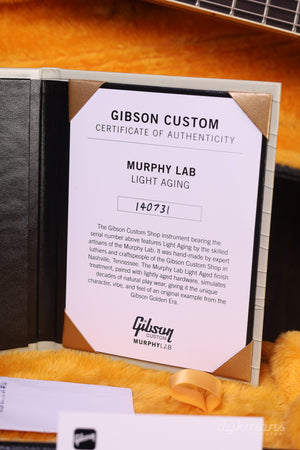 GIBSON CUSTOM
CERTIFICATE OF AUTHENTICITY
MURPHY LAB
LIGHT AGING
140731
The Gibson Custom Shop instrument bearing the
serial number above features Light Aging by the skilled
artisans of the Murphy Lab. It was hand-made by expert
luthiers and craftspeople of the Gibson Custom Shop in
Nashville, Tennessee. The Murphy Lab Light Aged finish
treatment, paired with lightly aged hardware, simulates
decades of natural play wear, giving it the unique
character, vibe, and feel of an original example from the
Gibson Golden Era.
Gibson
CUSTOM
MURPHYLAB
Gibson
dykmans